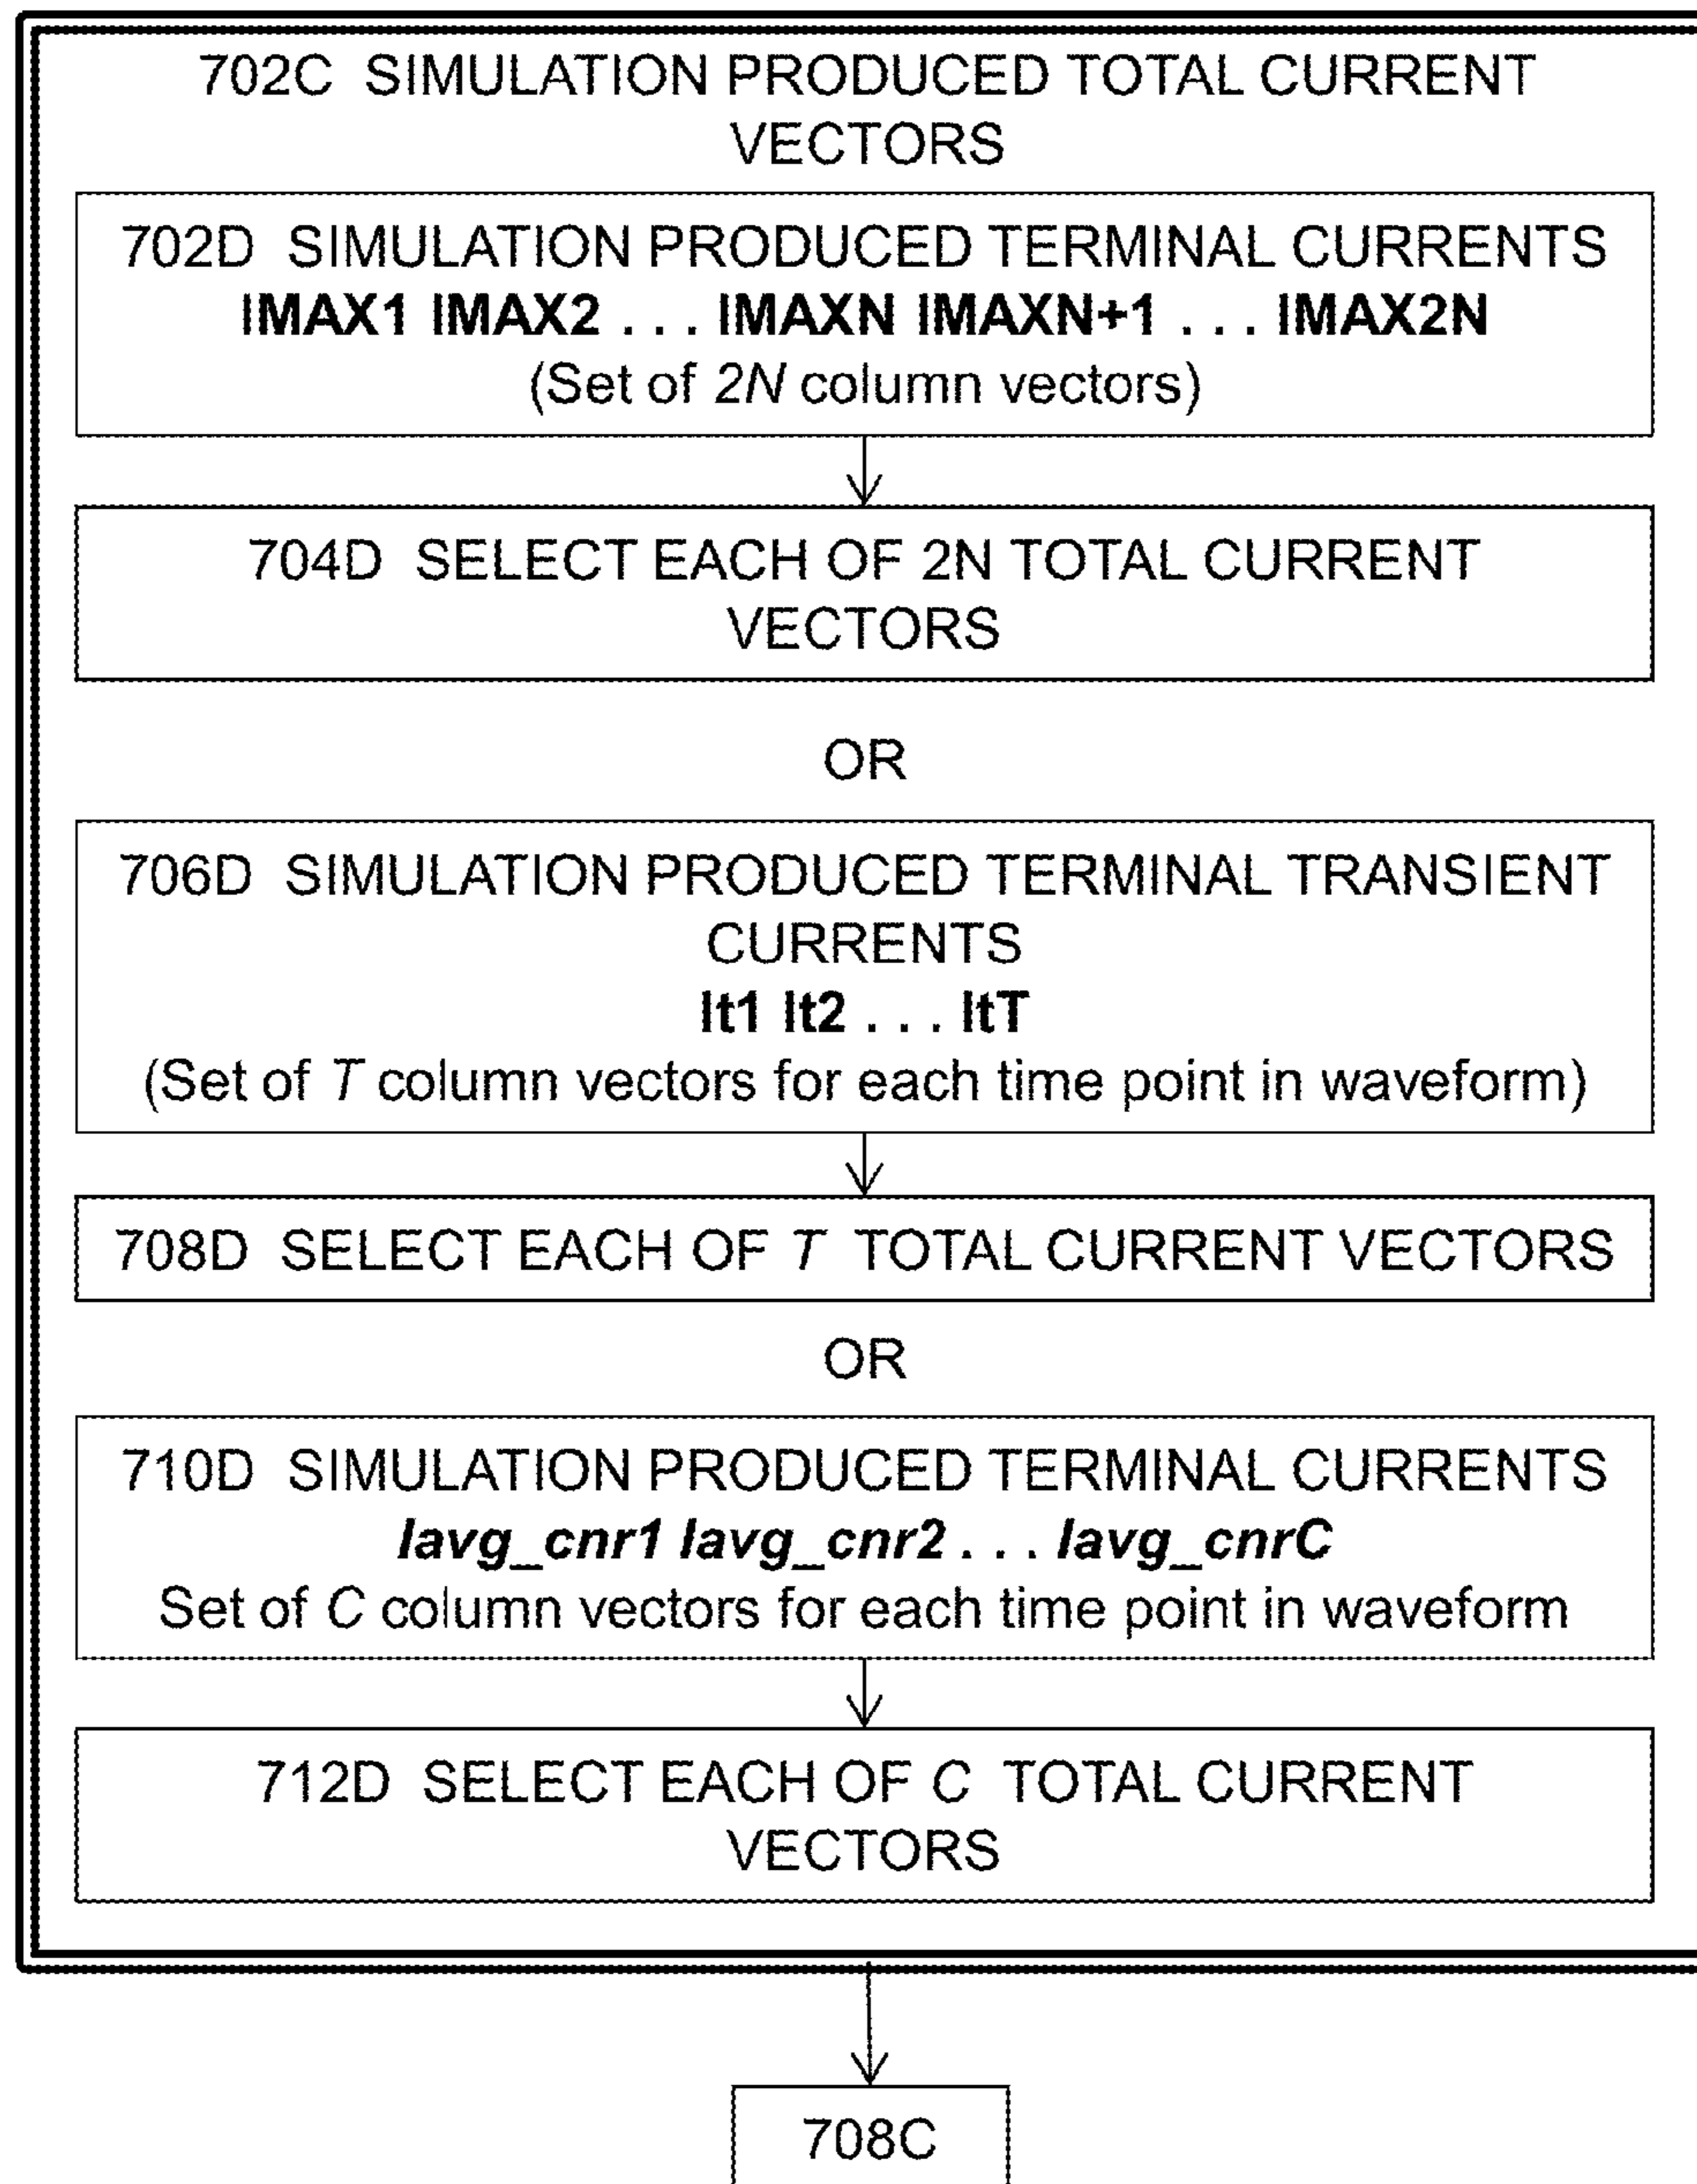 702C SIMULATION PRODUCED TOTAL CURRENT
VECTORS
702D SIMULATION PRODUCED TERMINAL CURRENTS
IMAX1 IMAX2 . . . IMAXN IMAXN+1 . . . IMAX2N
(Set of 2N column vectors)
704D SELECT EACH OF 2N TOTAL CURRENT
VECTORS
OR
706D SIMULATION PRODUCED TERMINAL TRANSIENT
CURRENTS
It1 It2 . . . ItT
(Set of T column vectors for each time point in waveform)
708D SELECT EACH OF T TOTAL CURRENT VECTORS
OR
710D SIMULATION PRODUCED TERMINAL CURRENTS
Iavg_cnr1 Iavg_cnr2 . . . Iavg_cnrC
Set of C column vectors for each time point in waveform
712D SELECT EACH OF C TOTAL CURRENT
VECTORS
708C